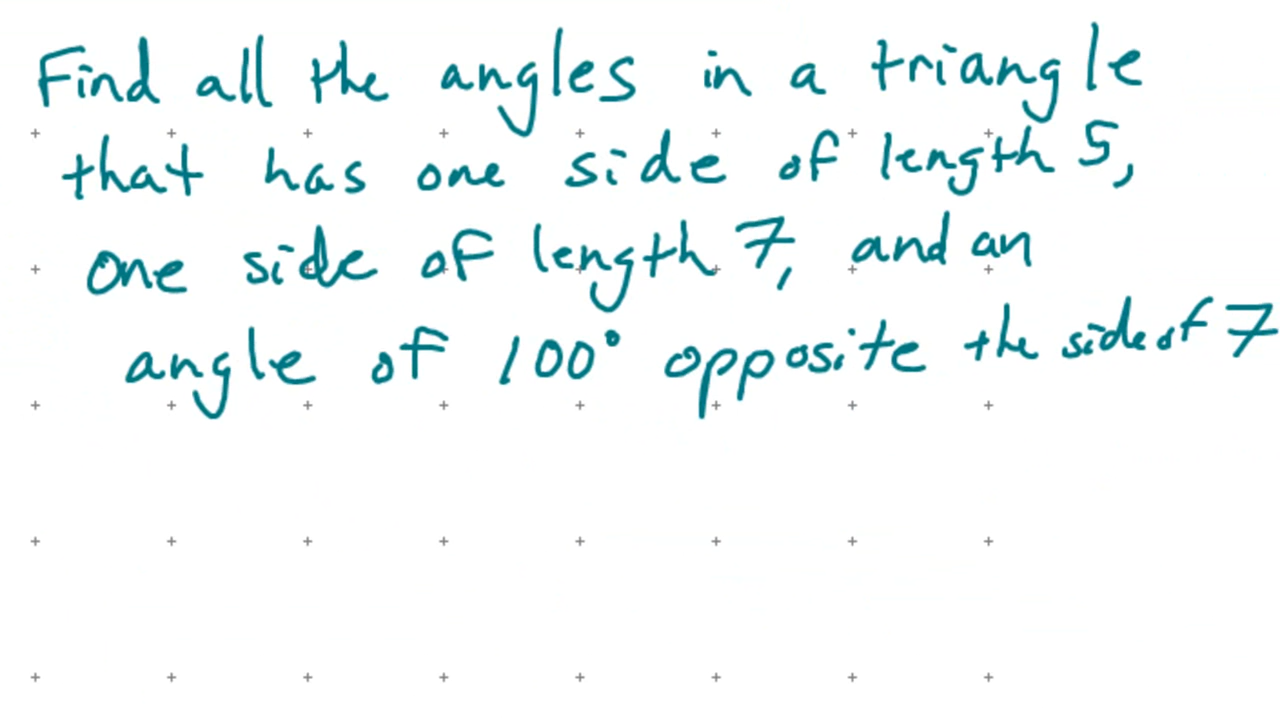 Find all the angles in a triangle
that has one side of length 5,
one side of length 7, and an
angle of 100° opposite the side of 7